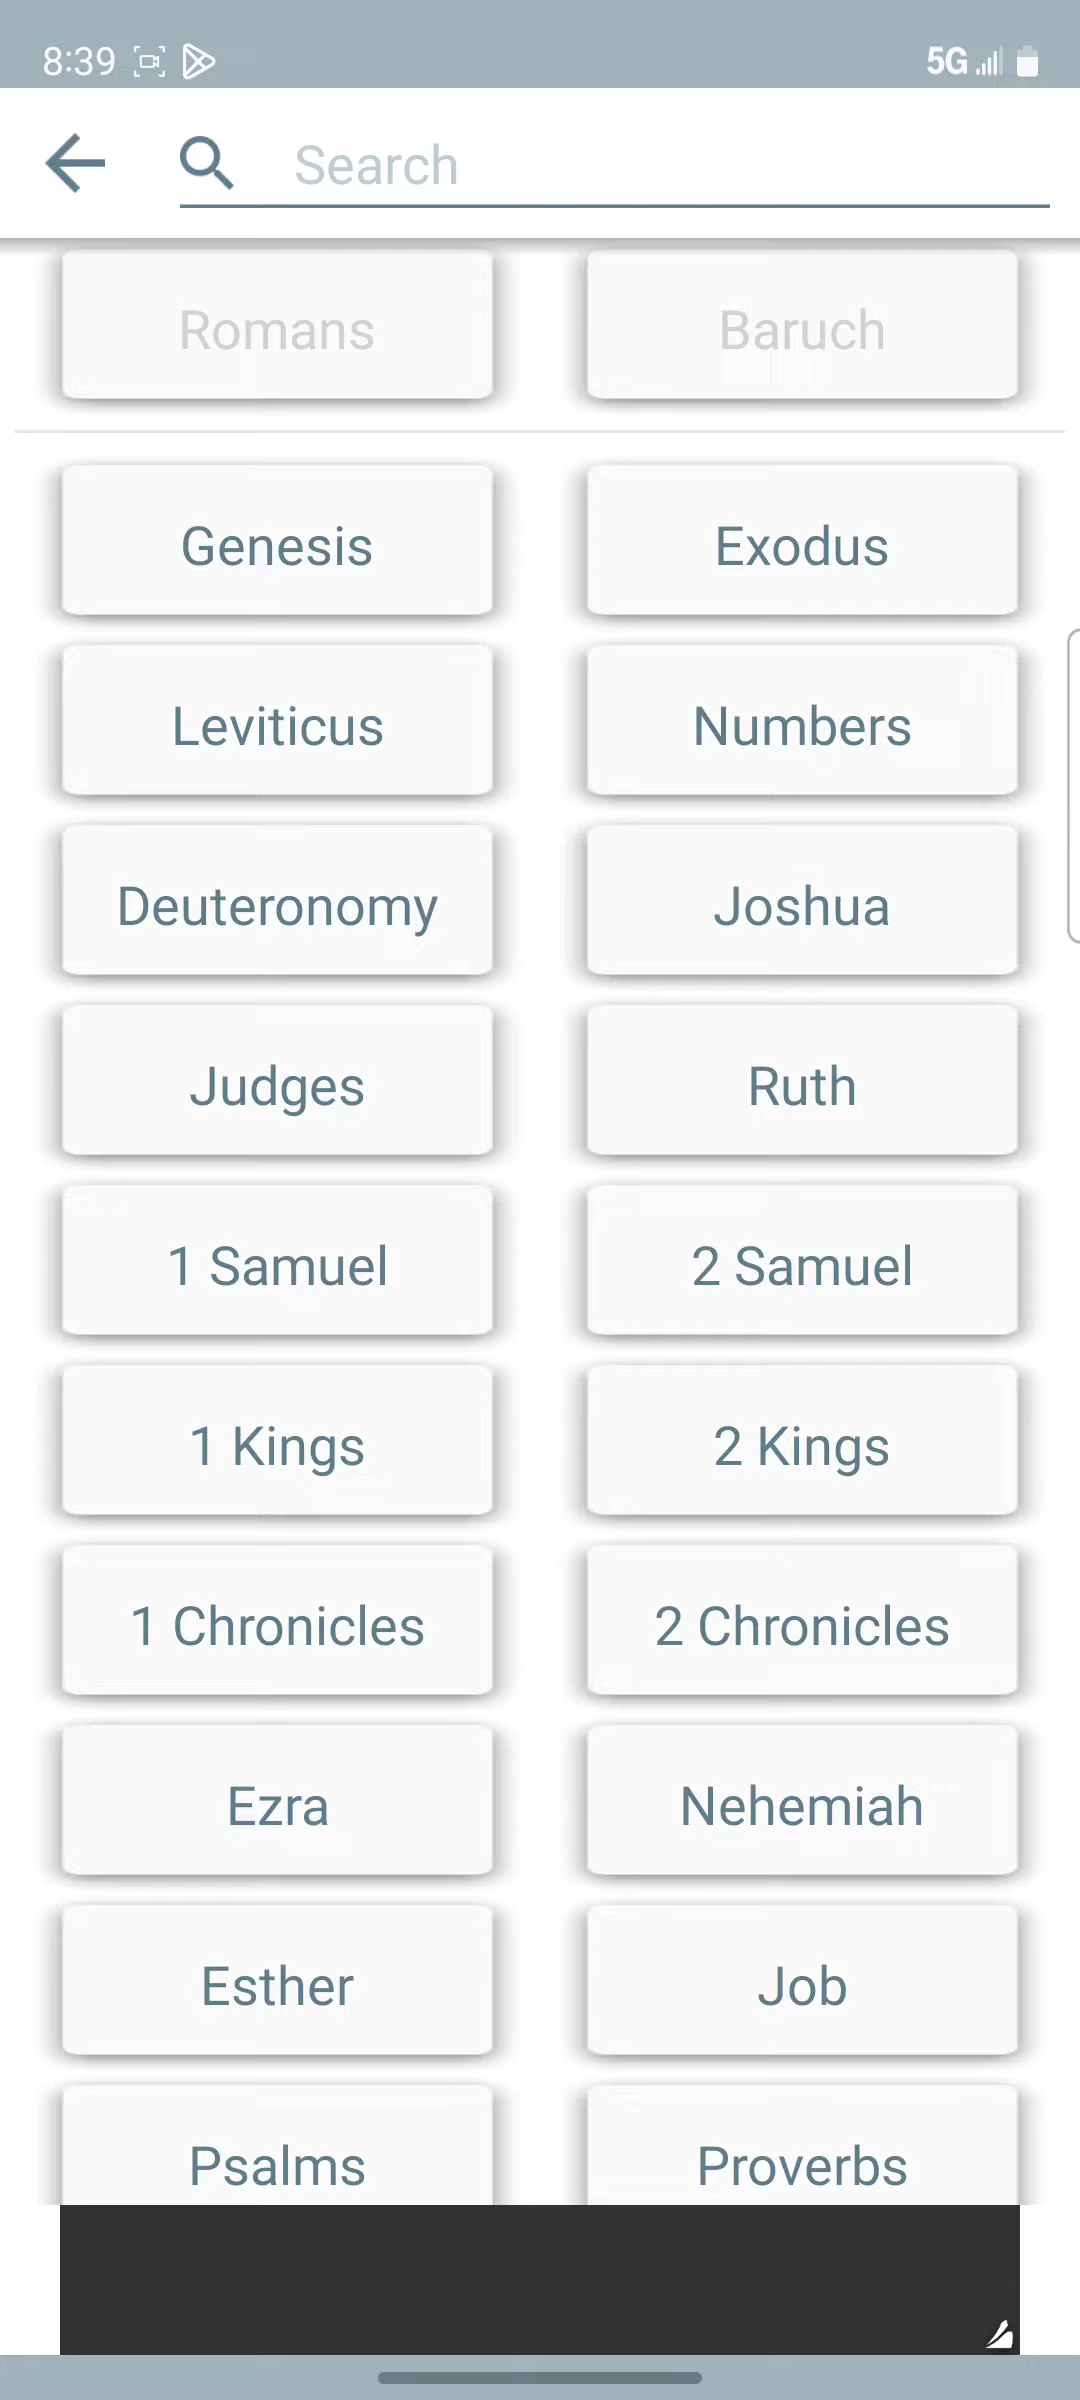 8:39 5G
Search
Romans Baruch
Genesis Exodus
Leviticus Numbers
Deuteronomy Joshua
Judges Ruth
1 Samuel 2 Samuel
1 Kings 2 Kings
1 Chronicles 2 Chronicles
Ezra Nehemiah
Esther Job
Psalms Proverbs